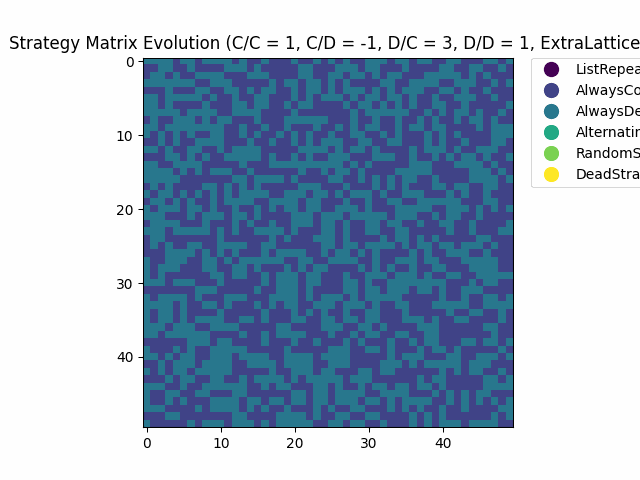 Strategy Matrix Evolution (C/C = 1, C/D = -1, D/C = 3, D/D = 1, ExtraLattice
ListRepea
AlwaysCo
AlwaysDe
Alternatin
RandomS
DeadStra
0
10
20
30
40
0 10 20 30 40